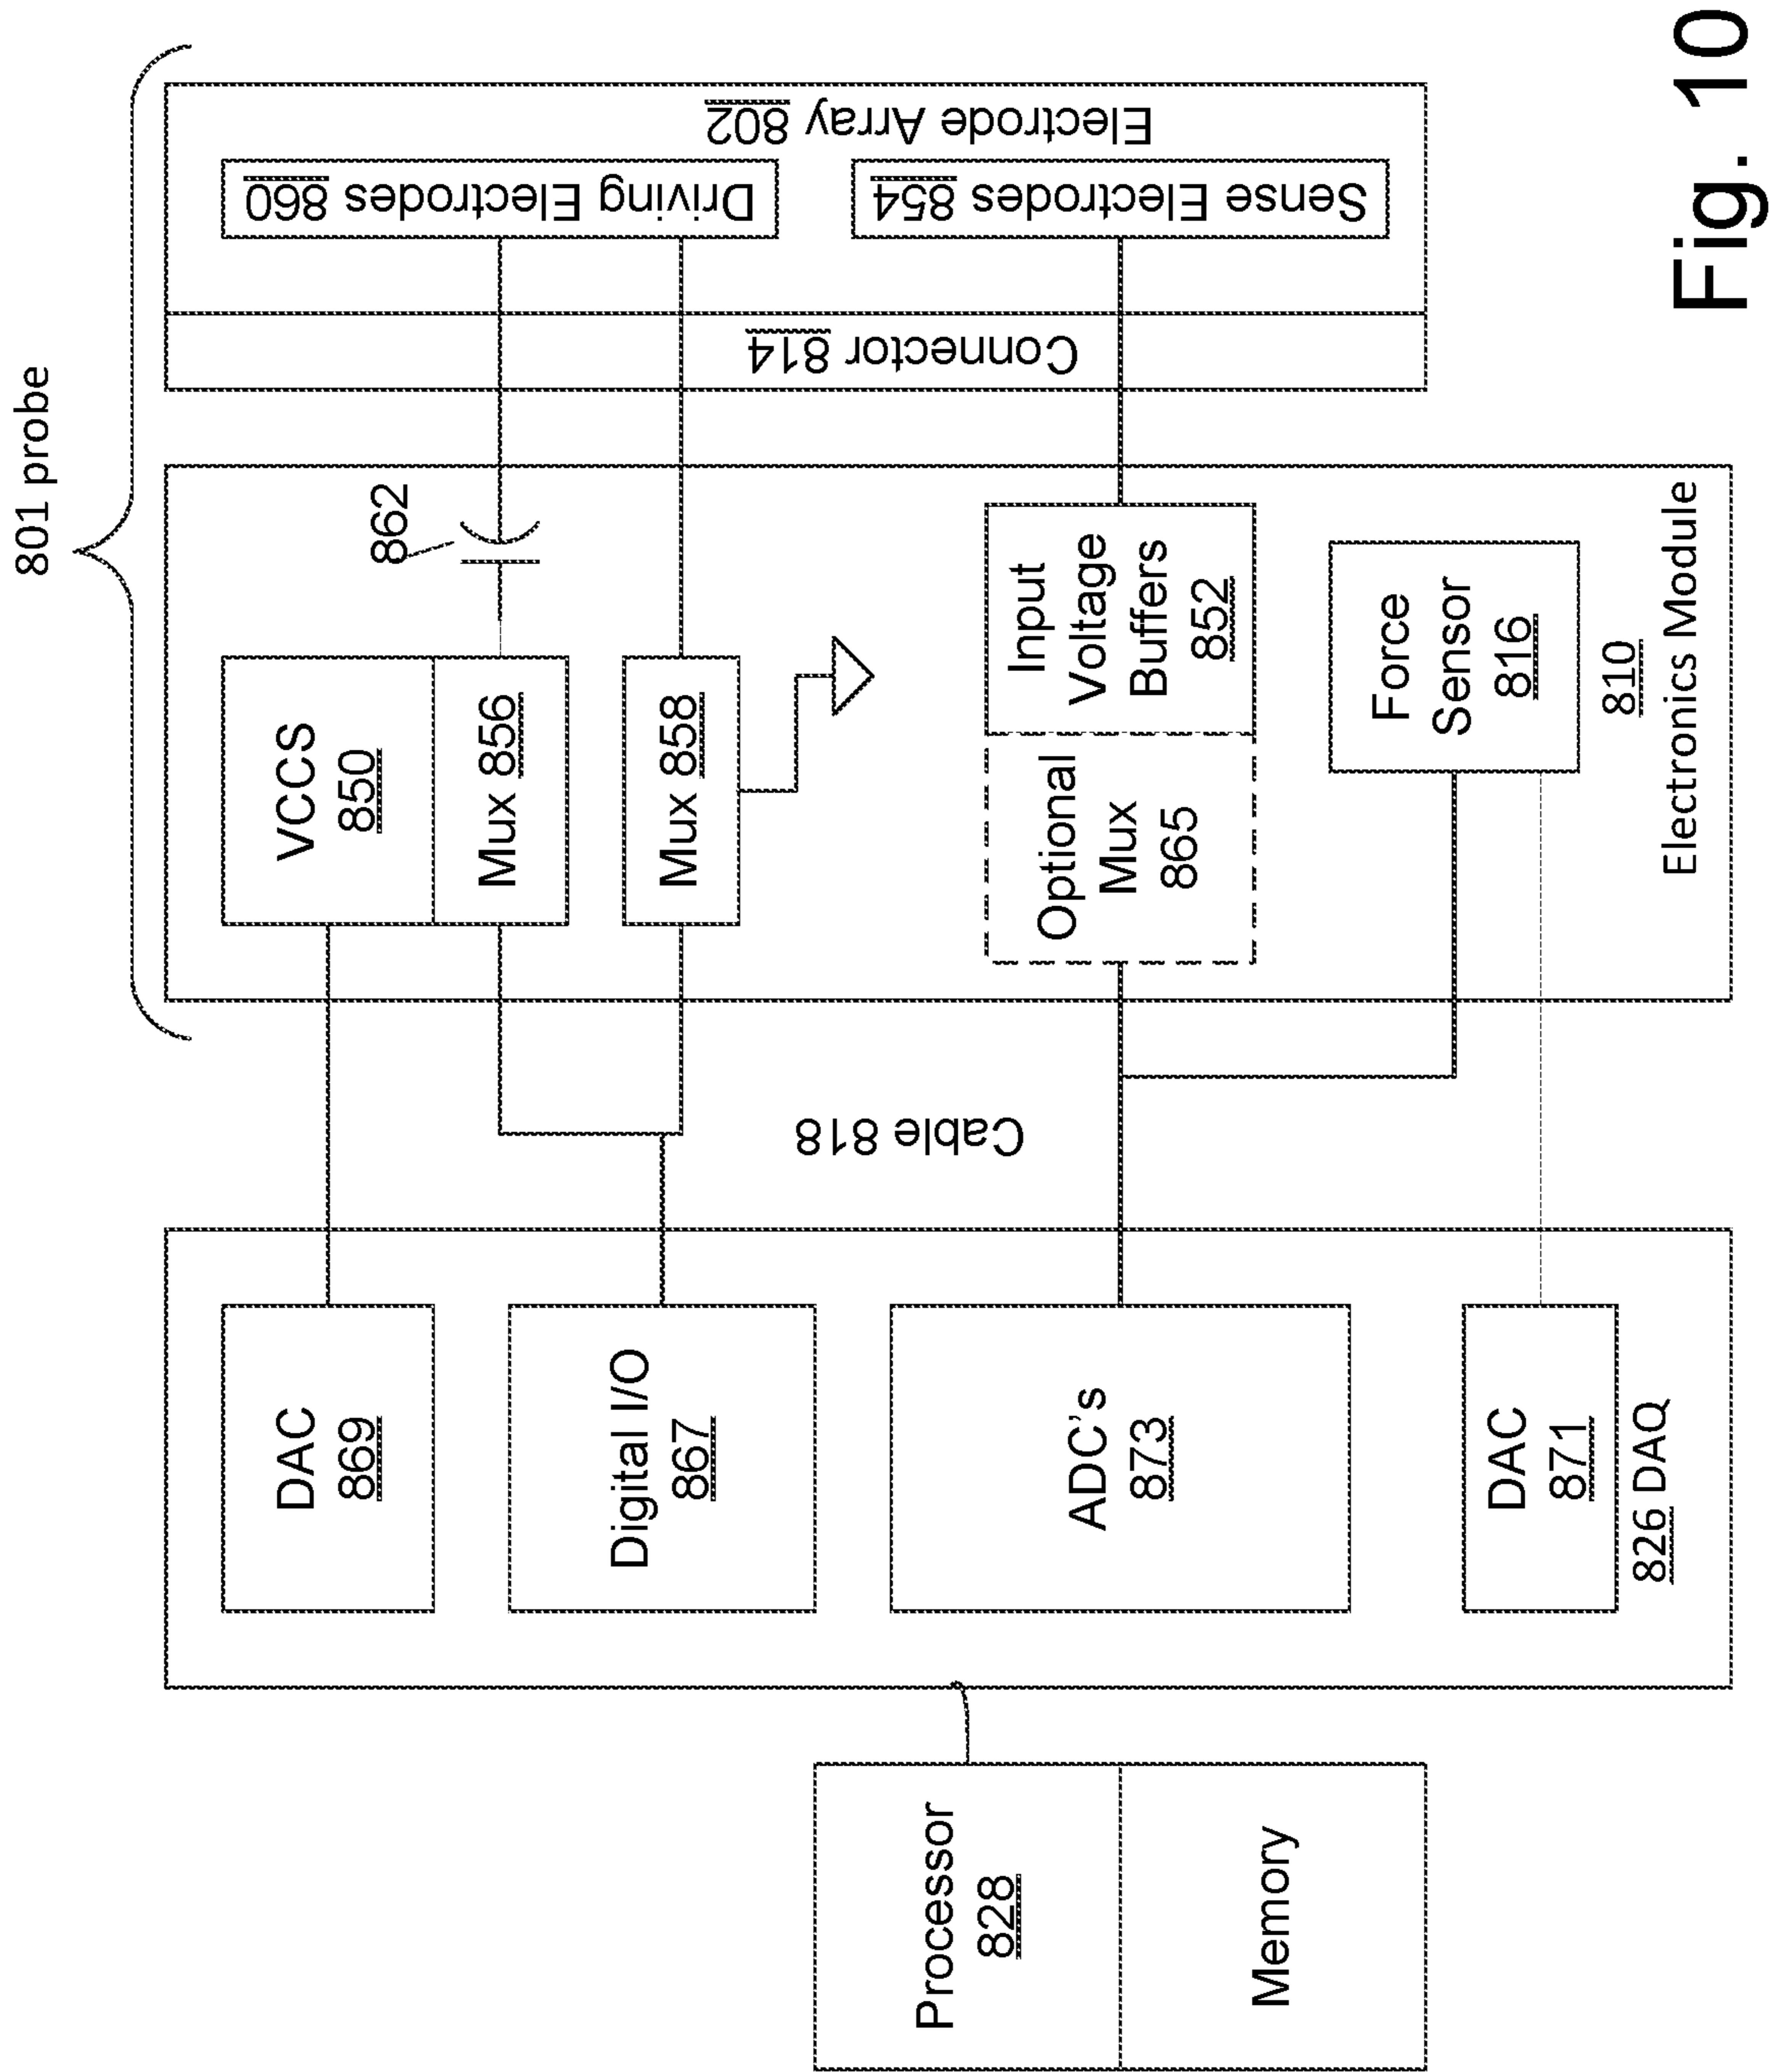 801 probe
Processor
828
Memory
DAC
869
Digital I/O
867
ADC's
873
DAC
871
826 DAQ
Cable 818
VCCS
850
Mux 856
862
Mux 858
Optional
Mux
865
Input
Voltage
Buffers
852
Force
Sensor
816
810
Electronics Module
Connector 814
Driving Electrodes 860
Sense Electrodes 854
Electrode Array 802
Fig. 10